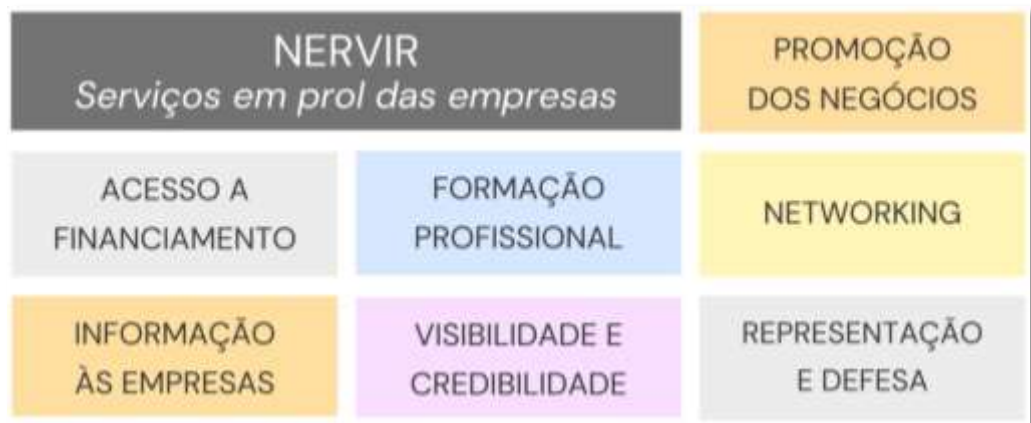 NERVIR
Serviços em prol das empresas
PROMOÇÃO
DOS NEGÓCIOS
ACESSO A
FINANCIAMENTO
FORMAÇÃO
PROFISSIONAL
NETWORKING
INFORMAÇÃO
ÀS EMPRESAS
VISIBILIDADE E
CREDIBILIDADE
REPRESENTAÇÃO
E DEFESA